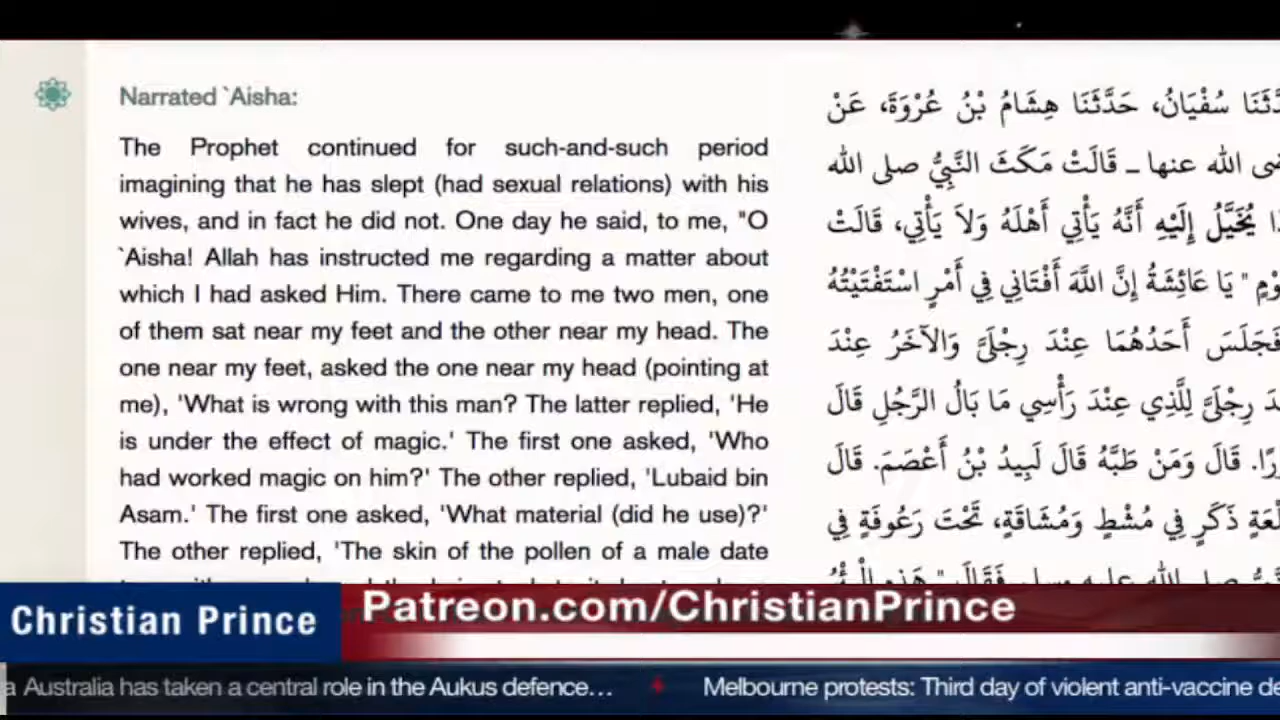 Narrated `Aisha:
The Prophet continued for such-and-such period
imagining that he has slept (had sexual relations) with his
wives, and in fact he did not. One day he said, to me, "O
`Aisha! Allah has instructed me regarding a matter about
which I had asked Him. There came to me two men, one
of them sat near my feet and the other near my head. The
one near my feet, asked the one near my head (pointing at
me), 'What is wrong with this man? The latter replied, 'He
is under the effect of magic.' The first one asked, 'Who
had worked magic on him?' The other replied, 'Lubaid bin
Asam.' The first one asked, 'What material (did he use)?'
The other replied, 'The skin of the pollen of a male date
سُفْيَانُ، حَدَّثَنَا هِشَامُ بْنُ عُرْوَةَ، عَنْ
الله عنها ـ قَالَتْ مَكَثَ النَّبِيُّ صلى الله
يُخَيَّلُ إِلَيْهِ أَنَّهُ يَأْتِي أَهْلَهُ وَلاَ يَأْتِي، قَالَتْ
" يَا عَائِشَةُ إِنَّ اللَّهَ أَفْتَانِي فِي أَمْرٍ اسْتَفْتَيْتُهُ
فَجَلَسَ أَحَدُهُمَا عِنْدَ رِجْلَىَّ وَالآخَرُ عِنْدَ
رِجْلَىَّ لِلَّذِي عِنْدَ رَأْسِي مَا بَالُ الرَّجُلِ قَالَ
قَالَ وَمَنْ طَبَّهُ قَالَ لَبِيدُ بْنُ أَعْصَمَ. قَالَ
ذَكَرٍ فِي مُشْطٍ وَمُشَاقَةٍ، تَحْتَ رَعُوفَةٍ فِي
صلى الله عليه وسلم فَقَالَ "
Christian Prince
Patreon.com/ChristianPrince
a Australia has taken a central role in the Aukus defence… Melbourne protests: Third day of violent anti-vaccine de